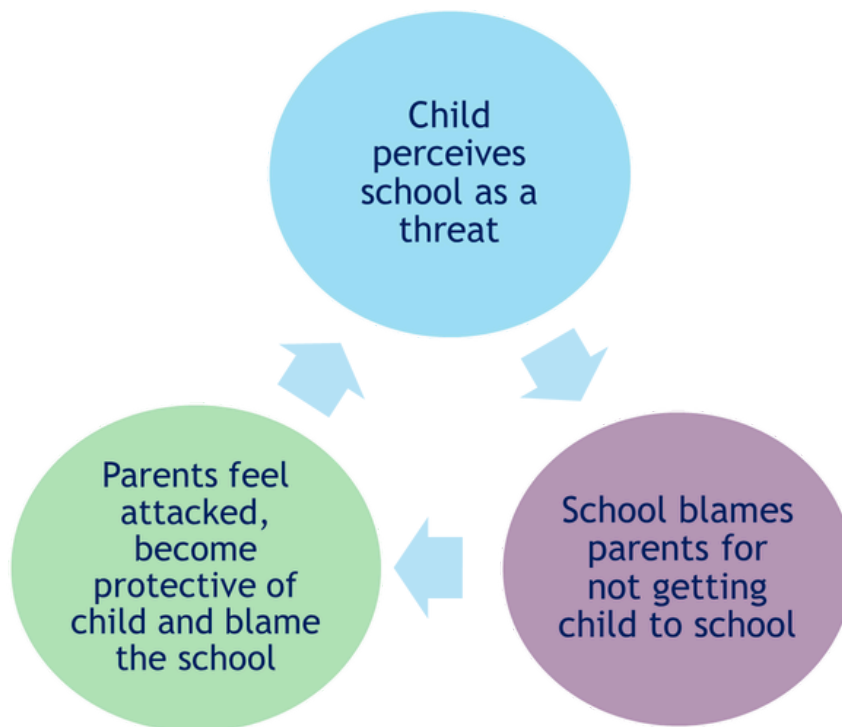 Child
perceives
school as a
threat
School blames
parents for
not getting
child to school
Parents feel
attacked,
become
protective of
child and blame
the school